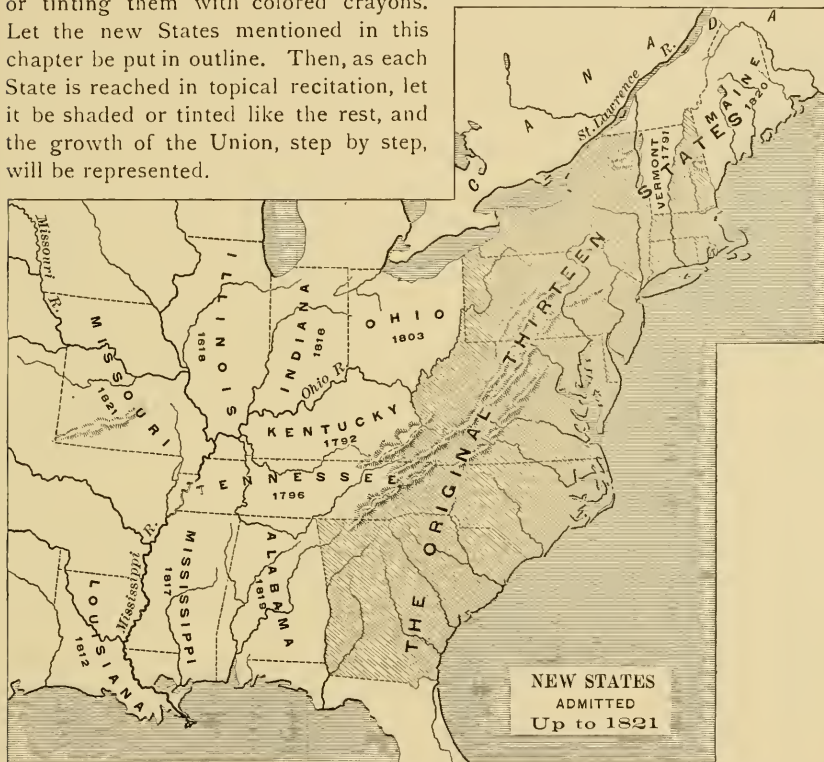 or tinting them with colored crayons.
Let the new States mentioned in this
chapter be put in outline. Then, as each
State is reached in topical recitation, let
it be shaded or tinted like the rest, and
the growth of the Union, step by step,
will be represented.
CANADA
St. Lawrence R.
MAINE
1820
VERMONT
1791
THE ORIGINAL THIRTEEN STATES
Missouri R.
ILLINOIS
1818
INDIANA
1816
OHIO
1803
MISSOURI
1821
Ohio R.
KENTUCKY
1792
TENNESSEE
1796
Mississippi R.
MISSISSIPPI
1817
ALABAMA
1819
LOUISIANA
1812
NEW STATES
ADMITTED
Up to 1821